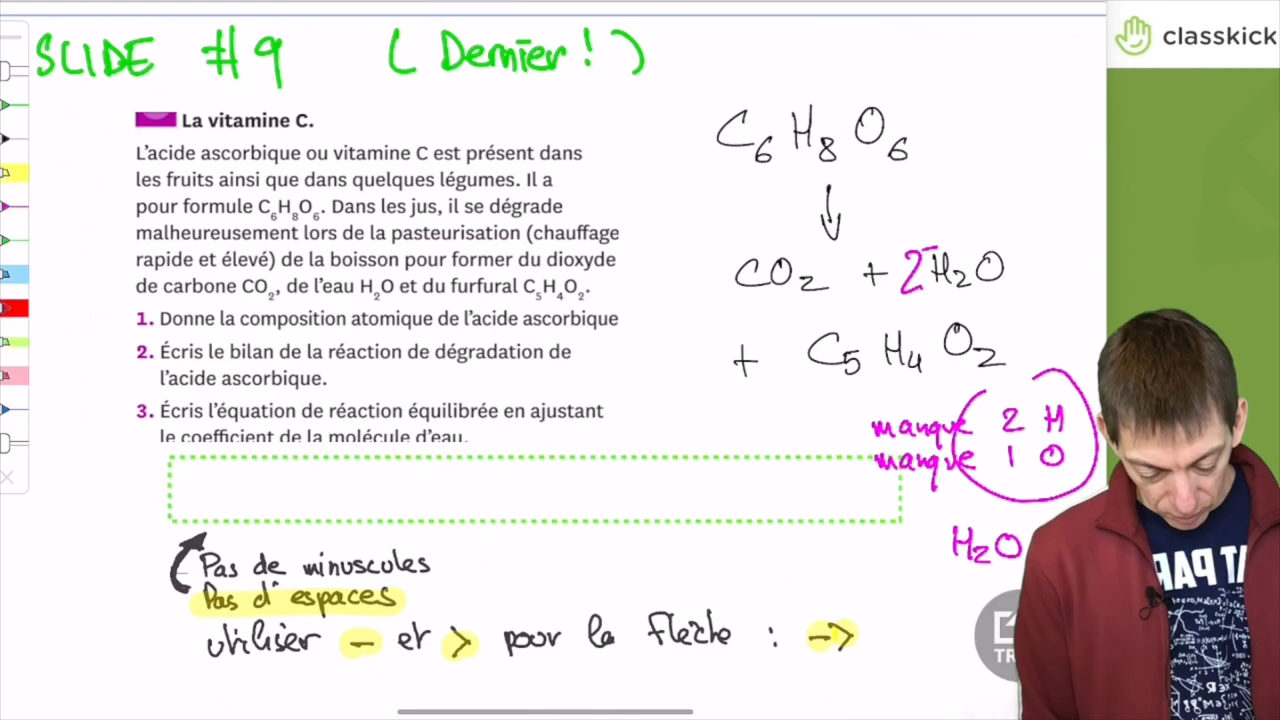 SLIDE #9 (Dernier!)
classkick
La vitamine C.
L'acide ascorbique ou vitamine C est présent dans
les fruits ainsi que dans quelques légumes. Il a
pour formule C₆H₈O₆. Dans les jus, il se dégrade
malheureusement lors de la pasteurisation (chauffage
rapide et élevé) de la boisson pour former du dioxyde
de carbone CO₂, de l'eau H₂O et du furfural C₅H₄O₂.
1. Donne la composition atomique de l'acide ascorbique
2. Écris le bilan de la réaction de dégradation de
l'acide ascorbique.
3. Écris l'équation de réaction équilibrée en ajustant
le coefficient de la molécule d'eau.
C₆H₈O₆
↓
CO₂ + 2H₂O
+ C₅H₄O₂
manque 2 H
manque 1 O
H₂O
Pas de minuscules
Pas d'espaces
utiliser - et > pour la flèche : ->